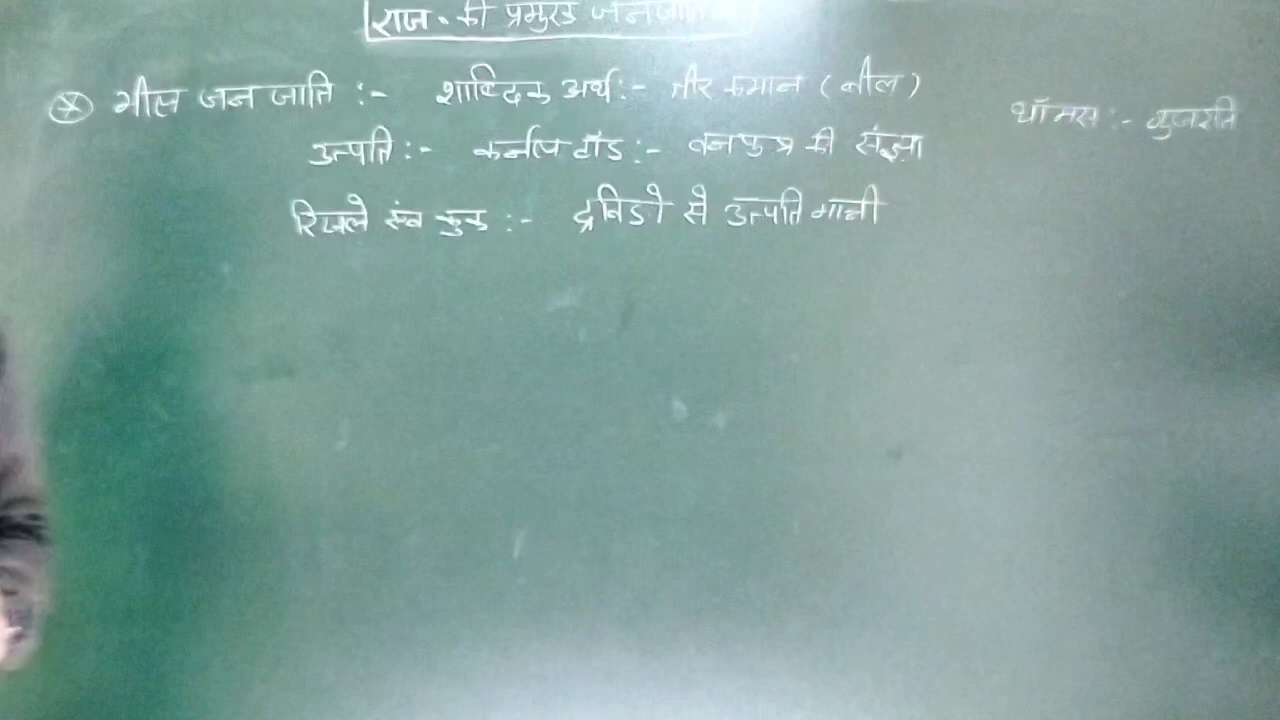 राज. की प्रमुख जनजाति
भील जन जाति :- शाब्दिक अर्थ:- तीर कमान (बील)
थॉमस :- गुजराति
उत्पति :- कर्नल टॉड :- वनपुत्र की संज्ञा
रिजले एंव कुक :- द्रविडो से उत्पति मानी